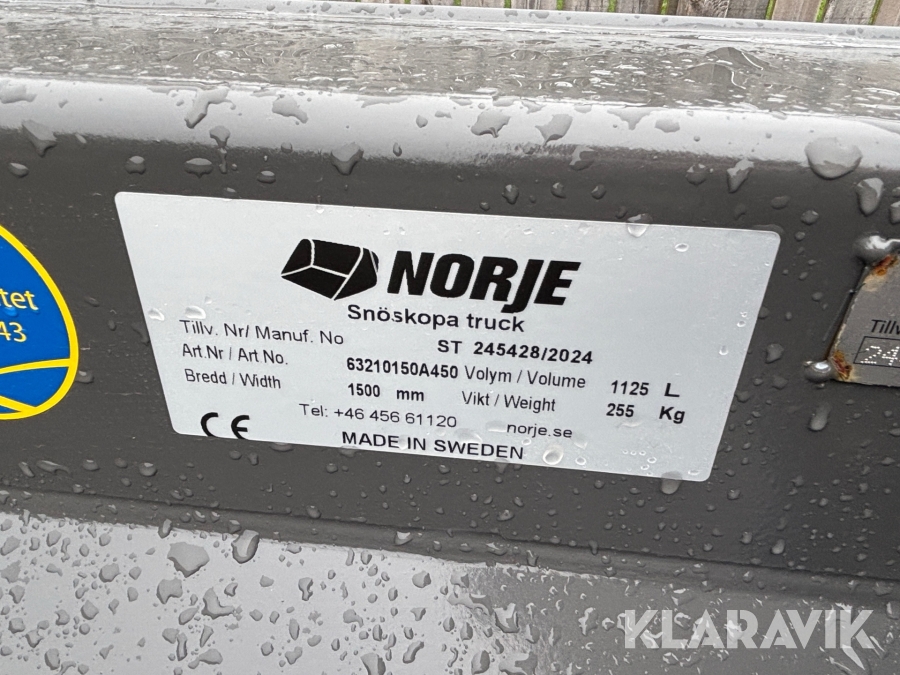 NORJE
Snöskopa truck
Tillv. Nr/ Manuf. No ST 245428/2024
Art.Nr / Art No. 63210150A450 Volym / Volume 1125 L
Bredd / Width 1500 mm Vikt / Weight 255 Kg
Tel: +46 456 61120 norje.se
CE MADE IN SWEDEN
tet
43
Tillv
24
KLARAVIK